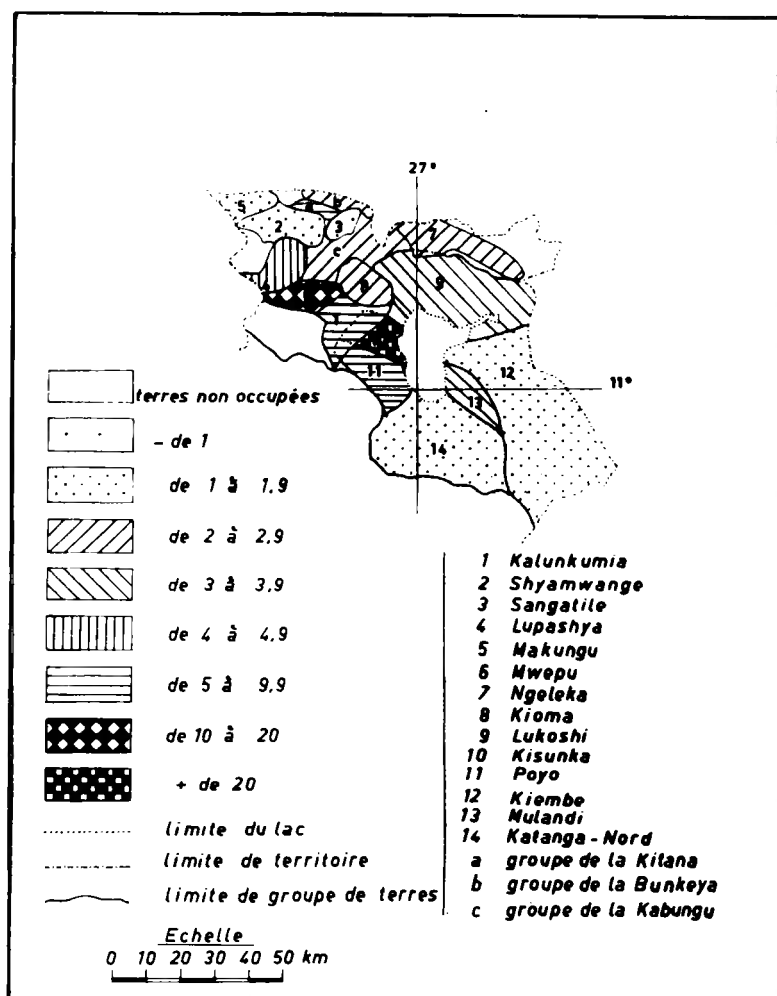 27°
5
a
b
2
3
7
c
8
9
1
11
12
11°
13
14
terres non occupées
- de 1
de 1 à 1,9
de 2 à 2,9
de 3 à 3,9
de 4 à 4,9
de 5 à 9,9
de 10 à 20
+ de 20
limite du lac
limite de territoire
limite de groupe de terres
Echelle
0 10 20 30 40 50 km
1 Kalunkumia
2 Shyamwange
3 Sangatile
4 Lupashya
5 Makungu
6 Mwepu
7 Ngeleka
8 Kioma
9 Lukoshi
10 Kisunka
11 Poyo
12 Kiembe
13 Mulandi
14 Katanga-Nord
a groupe de la Kitana
b groupe de la Bunkeya
c groupe de la Kabungu